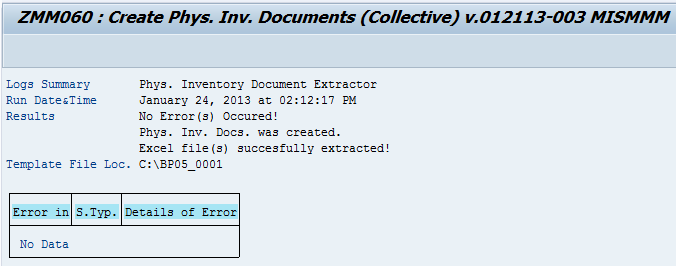 ZMM060 : Create Phys. Inv. Documents (Collective) v.012113-003 MISMMM
Logs Summary Phys. Inventory Document Extractor
Run Date&Time January 24, 2013 at 02:12:17 PM
Results No Error(s) Occured!
Phys. Inv. Docs. was created.
Excel file(s) succesfully extracted!
Template File Loc. C:\BP05_0001
Error in S.Typ. Details of Error
No Data